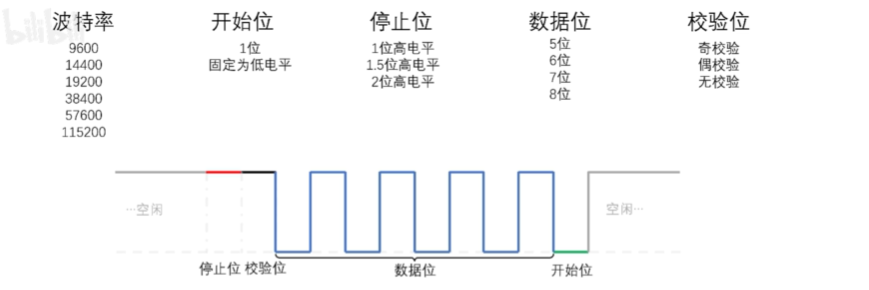 bilibili
波特率 开始位 停止位 数据位 校验位
9600 1位 1位高电平 5位 奇校验
14400 固定为低电平 1.5位高电平 6位 偶校验
19200 2位高电平 7位 无校验
38400 8位
57600
115200
···空闲 空闲···
停止位 校验位 数据位 开始位